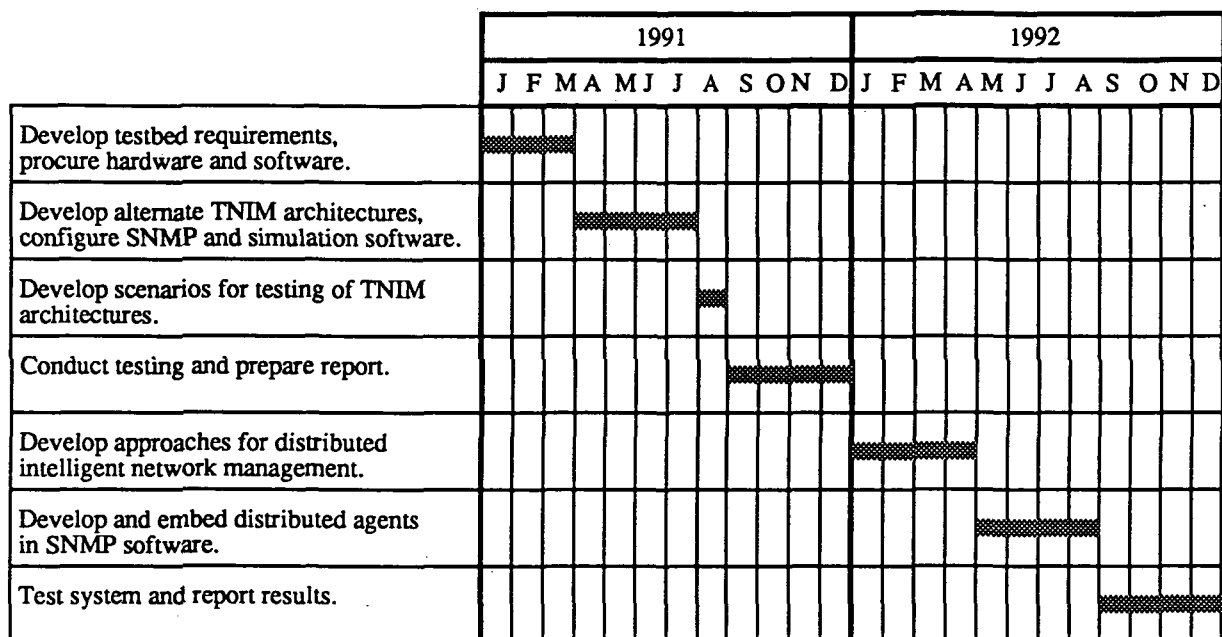 1991 1992
J F M A M J J A S O N D J F M A M J J A S O N D
Develop testbed requirements,
procure hardware and software.
Develop alternate TNIM architectures,
configure SNMP and simulation software.
Develop scenarios for testing of TNIM
architectures.
Conduct testing and prepare report.
Develop approaches for distributed
intelligent network management.
Develop and embed distributed agents
in SNMP software.
Test system and report results.